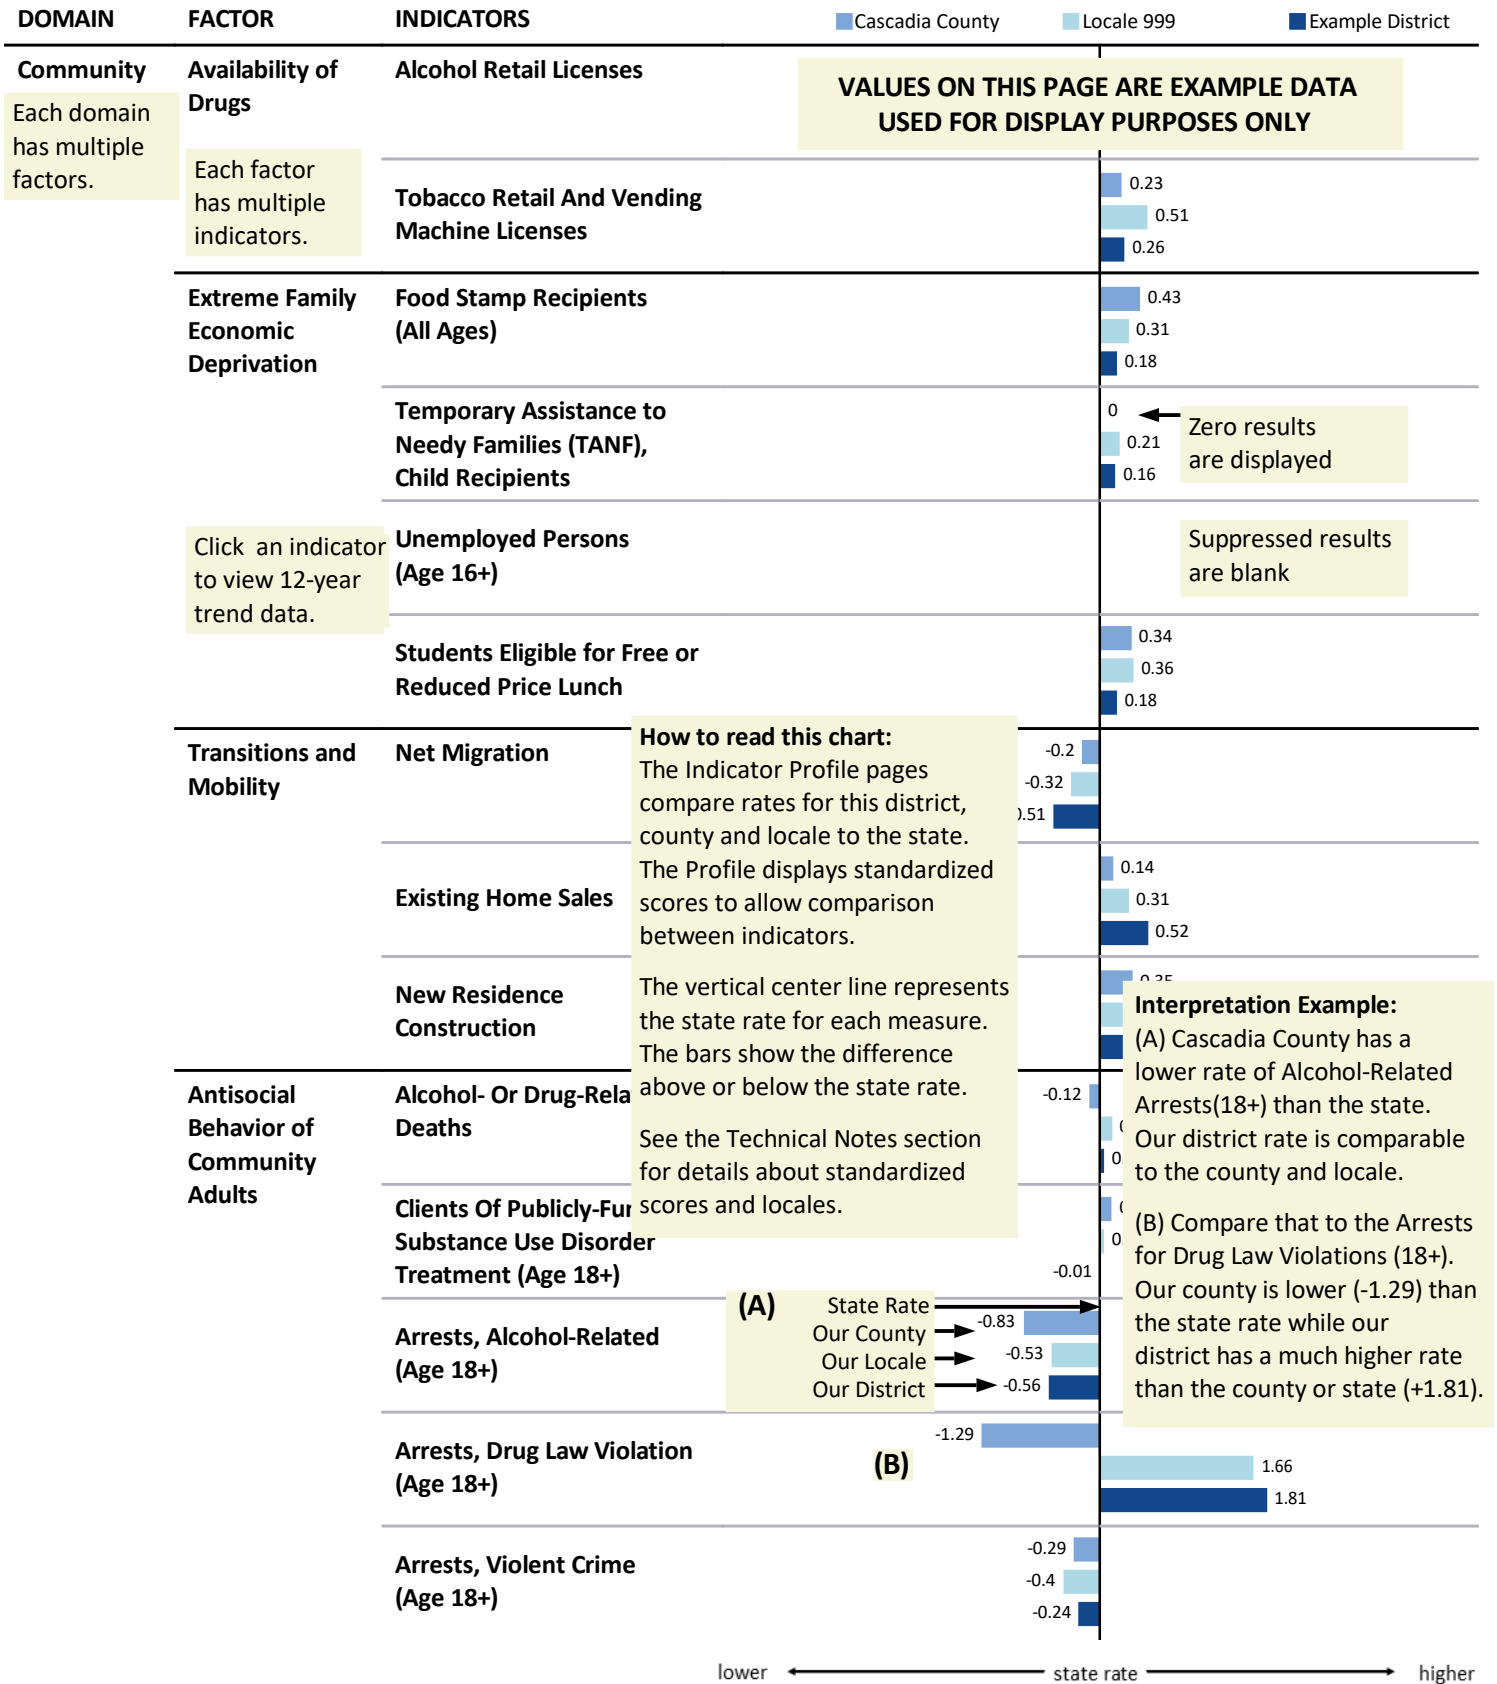 DOMAIN FACTOR INDICATORS Cascadia County Locale 999 Example District
Community
Each domain
has multiple
factors.
Availability of
Drugs
Each factor
has multiple
indicators.
Alcohol Retail Licenses
VALUES ON THIS PAGE ARE EXAMPLE DATA
USED FOR DISPLAY PURPOSES ONLY
Tobacco Retail And Vending
Machine Licenses
0.23
0.51
0.26
Extreme Family
Economic
Deprivation
Food Stamp Recipients
(All Ages)
0.43
0.31
0.18
Temporary Assistance to
Needy Families (TANF),
Child Recipients
0
0.21
0.16
Zero results
are displayed
Click an indicator
to view 12-year
trend data.
Unemployed Persons
(Age 16+)
Suppressed results
are blank
Students Eligible for Free or
Reduced Price Lunch
0.34
0.36
0.18
Transitions and
Mobility
Net Migration
-0.2
-0.32
.51
How to read this chart:
The Indicator Profile pages
compare rates for this district,
county and locale to the state.
The Profile displays standardized
scores to allow comparison
between indicators.
The vertical center line represents
the state rate for each measure.
The bars show the difference
above or below the state rate.
See the Technical Notes section
for details about standardized
scores and locales.
Existing Home Sales
0.14
0.31
0.52
New Residence
Construction
Interpretation Example:
(A) Cascadia County has a
lower rate of Alcohol-Related
Arrests(18+) than the state.
Our district rate is comparable
to the county and locale.
(B) Compare that to the Arrests
for Drug Law Violations (18+).
Our county is lower (-1.29) than
the state rate while our
district has a much higher rate
than the county or state (+1.81).
Antisocial
Behavior of
Community
Adults
Alcohol- Or Drug-Rela
Deaths
-0.12
0.
Clients Of Publicly-Fu
Substance Use Disorder
Treatment (Age 18+)
0.
-0.01
Arrests, Alcohol-Related
(Age 18+)
(A) State Rate
Our County -0.83
Our Locale -0.53
Our District -0.56
Arrests, Drug Law Violation
(Age 18+)
(B)
-1.29
1.66
1.81
Arrests, Violent Crime
(Age 18+)
-0.29
-0.4
-0.24
lower state rate higher